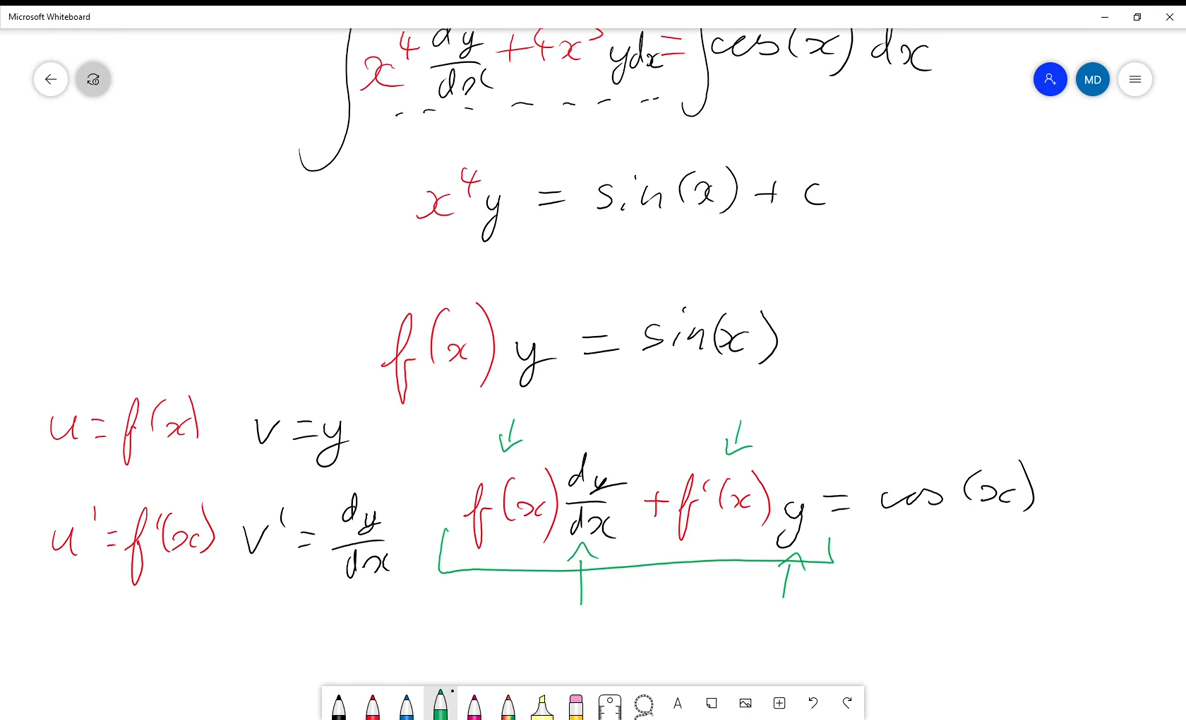 Microsoft Whiteboard
MD
∫ x⁴ dy/dx + 4x³ y dx = ∫ cos(x) dx
x⁴y = sin(x) + c
f(x) y = sin(x)
u = f(x) v = y
u' = f'(x) v' = dy/dx
f(x) dy/dx + f'(x) y = cos(x)
A